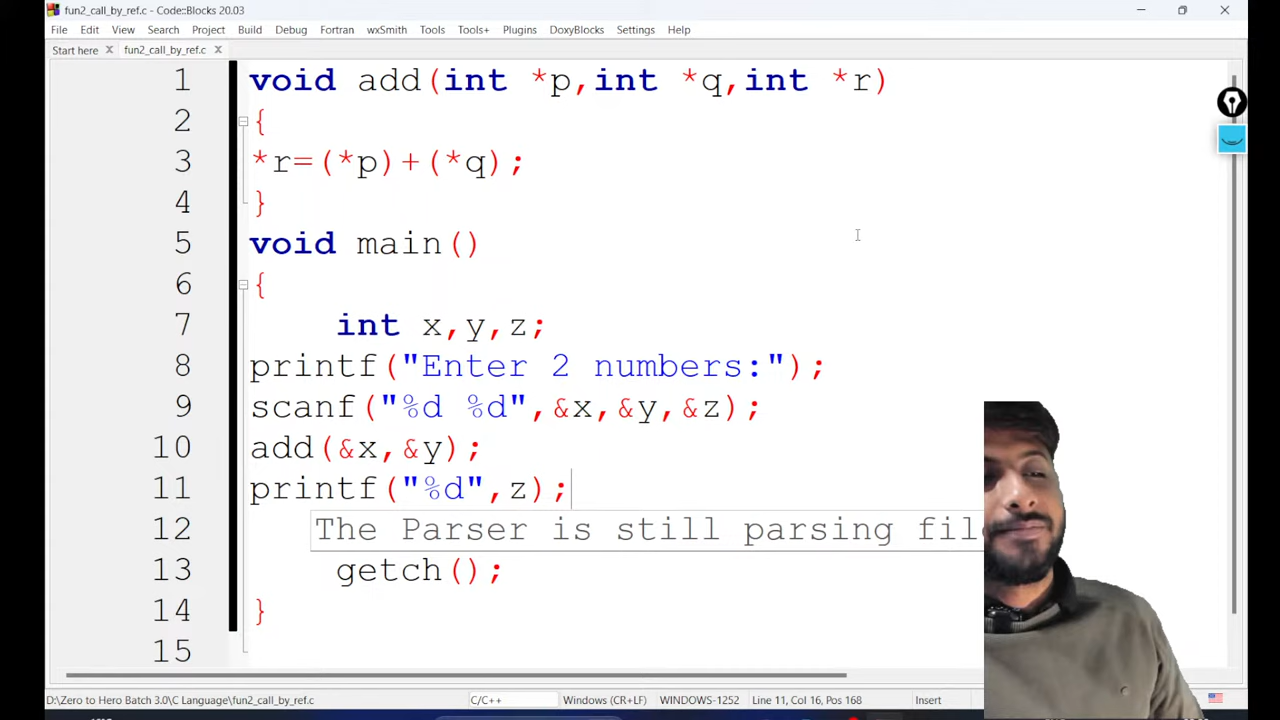 fun2_call_by_ref.c - Code::Blocks 20.03
File Edit View Search Project Build Debug Fortran wxSmith Tools Tools+ Plugins DoxyBlocks Settings Help
Start here fun2_call_by_ref.c
1 void add(int *p,int *q,int *r)
2 {
3 *r=(*p)+(*q);
4 }
5 void main()
6 {
7 int x,y,z;
8 printf("Enter 2 numbers:");
9 scanf("%d %d",&x,&y,&z);
10 add(&x,&y);
11 printf("%d",z);
12 The Parser is still parsing fil
13 getch();
14 }
15
D:\Zero to Hero Batch 3.0\C Language\fun2_call_by_ref.c C/C++ Windows (CR+LF) WINDOWS-1252 Line 11, Col 16, Pos 168 Insert